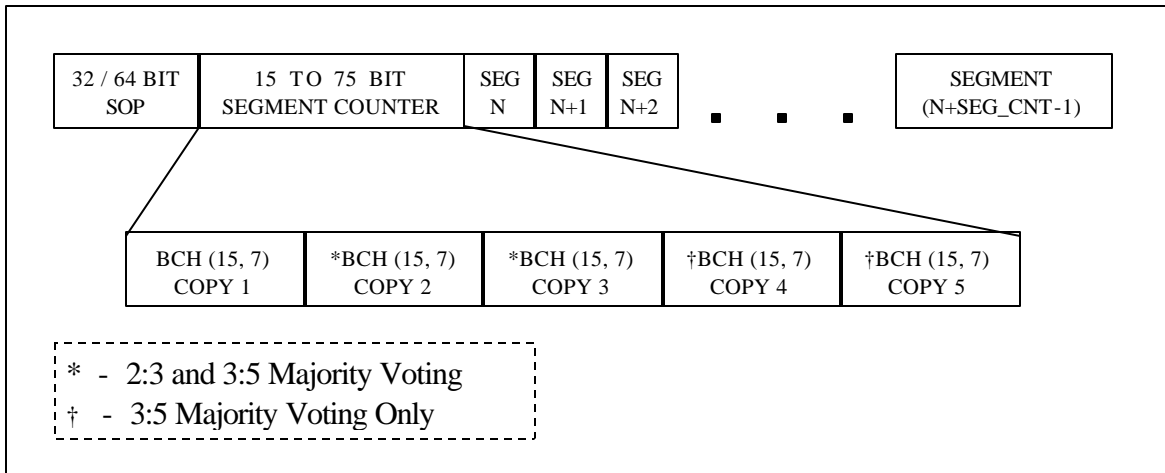 32 / 64 BIT
SOP
15 TO 75 BIT
SEGMENT COUNTER
SEG
N
SEG
N+1
SEG
N+2
. . .
SEGMENT
(N+SEG_CNT-1)
BCH (15, 7)
COPY 1
*BCH (15, 7)
COPY 2
*BCH (15, 7)
COPY 3
†BCH (15, 7)
COPY 4
†BCH (15, 7)
COPY 5
* - 2:3 and 3:5 Majority Voting
† - 3:5 Majority Voting Only